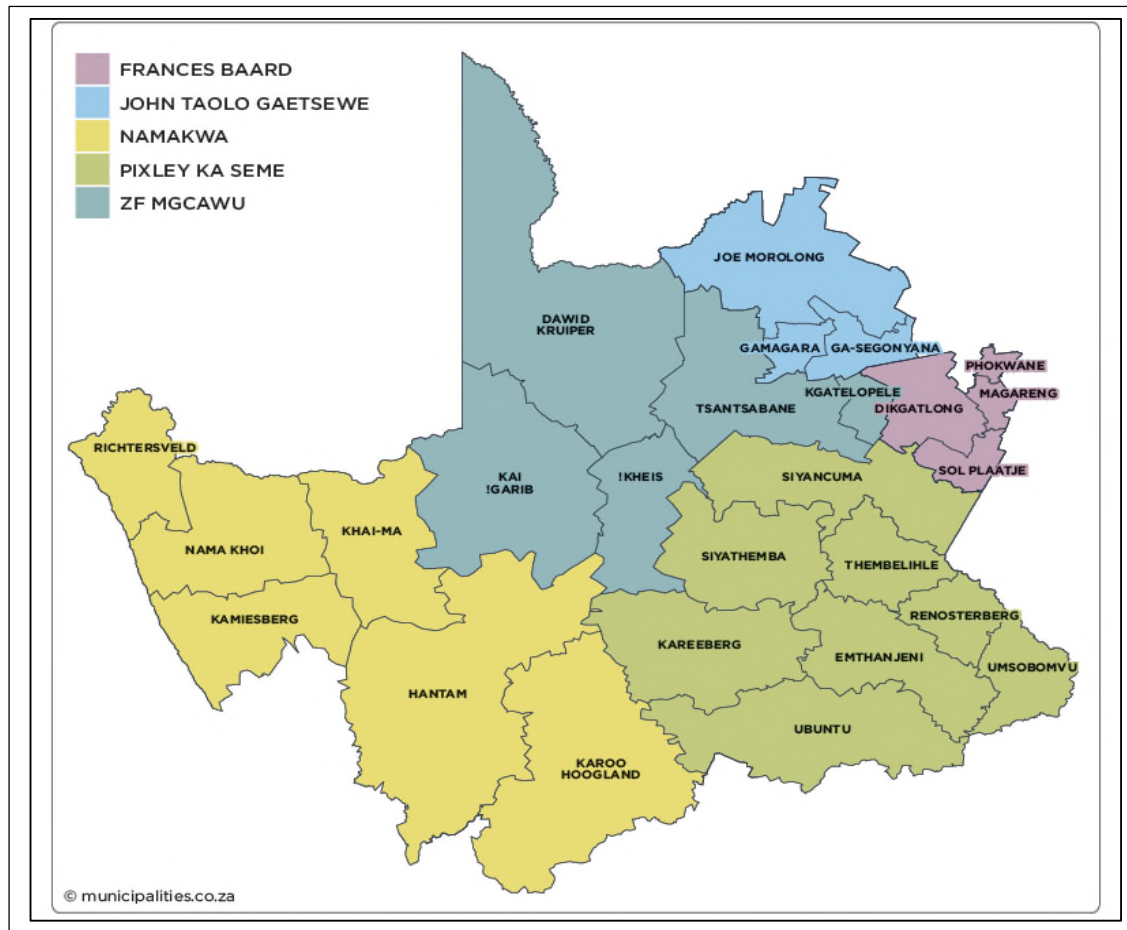 FRANCES BAARD
JOHN TAOLO GAETSEWE
NAMAKWA
PIXLEY KA SEME
ZF MGCAWU
JOE MOROLONG
DAWID
KRUIPER
GAMAGARA
GA-SEGONYANA
PHOKWANE
KGATELOPELE
MAGARENG
TSANTSABANE
DIKGATLONG
RICHTERSVELD
SOL PLAATJE
KAI
!GARIB
!KHEIS
SIYANCUMA
KHAI-MA
NAMA KHOI
SIYATHEMBA
THEMBELIHLE
KAMIESBERG
RENOSTERBERG
KAREEBERG
EMTHANJENI
UMSOBOMVU
HANTAM
UBUNTU
KAROO
HOOGLAND
© municipalities.co.za